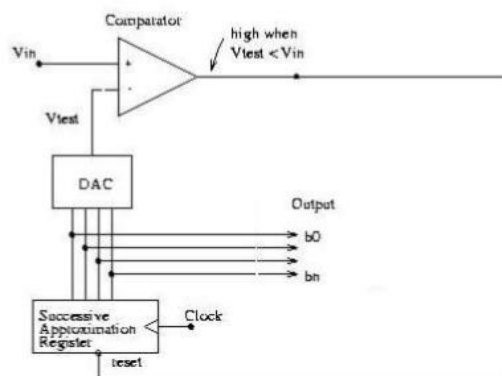 Comparator
high when
Vtest < Vin
Vin
+
-
Vtest
DAC
Output
b0
bn
Successive
Approximation
Register
Clock
reset